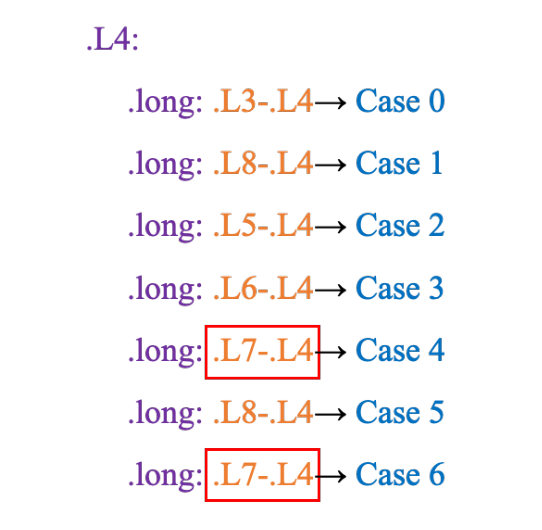 .L4:
.long: .L3-.L4→ Case 0
.long: .L8-.L4→ Case 1
.long: .L5-.L4→ Case 2
.long: .L6-.L4→ Case 3
.long: .L7-.L4→ Case 4
.long: .L8-.L4→ Case 5
.long: .L7-.L4→ Case 6